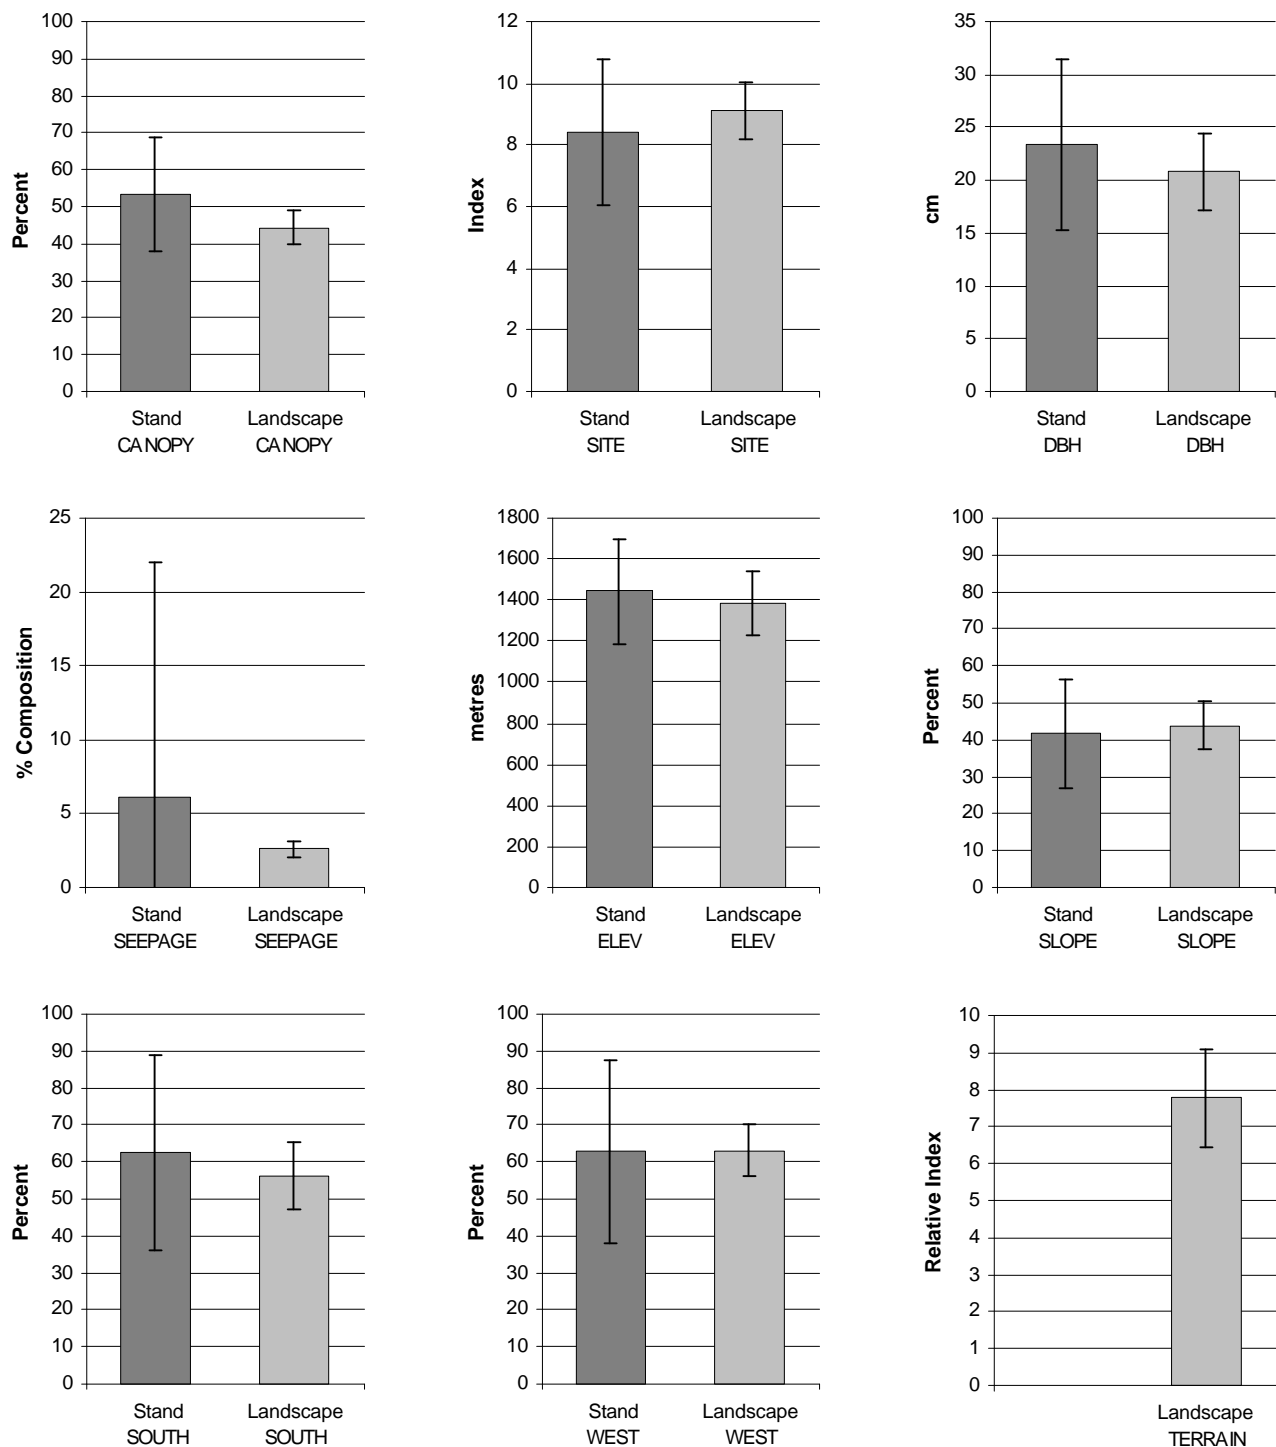 100
90
80
70
60
50
40
30
20
10
0
Percent
Stand
CANOPY
Landscape
CANOPY
12
10
8
6
4
2
0
Index
Stand
SITE
Landscape
SITE
35
30
25
20
15
10
5
0
cm
Stand
DBH
Landscape
DBH
25
20
15
10
5
0
% Composition
Stand
SEEPAGE
Landscape
SEEPAGE
1800
1600
1400
1200
1000
800
600
400
200
0
metres
Stand
ELEV
Landscape
ELEV
100
90
80
70
60
50
40
30
20
10
0
Percent
Stand
SLOPE
Landscape
SLOPE
100
90
80
70
60
50
40
30
20
10
0
Percent
Stand
SOUTH
Landscape
SOUTH
100
90
80
70
60
50
40
30
20
10
0
Percent
Stand
WEST
Landscape
WEST
10
9
8
7
6
5
4
3
2
1
0
Relative Index
Landscape
TERRAIN